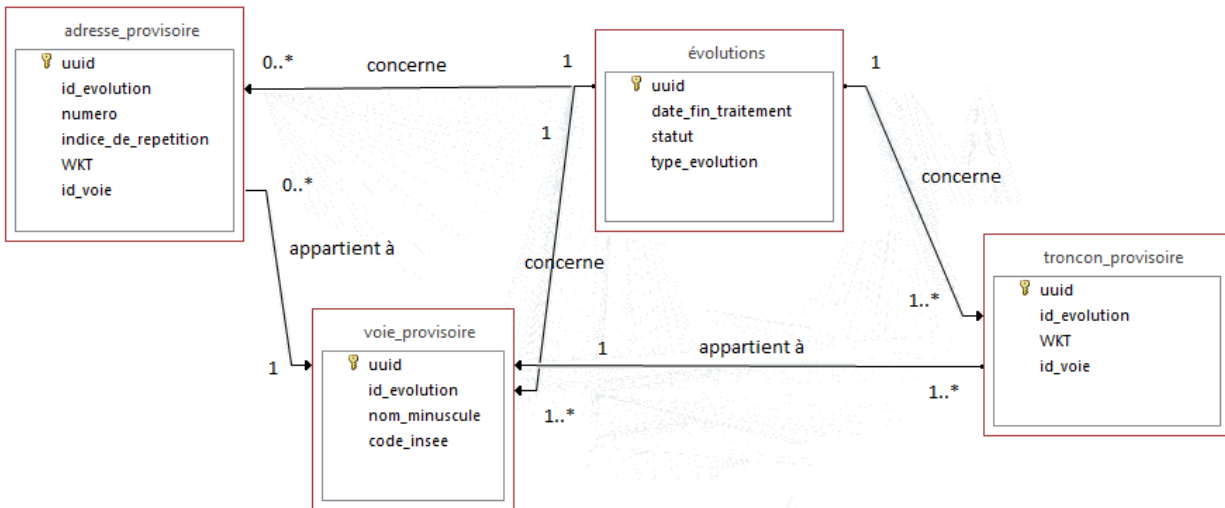 adresse_provisoire
uuid
id_evolution
numero
indice_de_repetition
WKT
id_voie
0..*
concerne
1
évolutions
uuid
date_fin_traitement
statut
type_evolution
1
1
concerne
0..*
appartient à
1
concerne
1..*
troncon_provisoire
uuid
id_evolution
WKT
id_voie
voie_provisoire
uuid
id_evolution
nom_minuscule
code_insee
1
appartient à
1..*
1..*